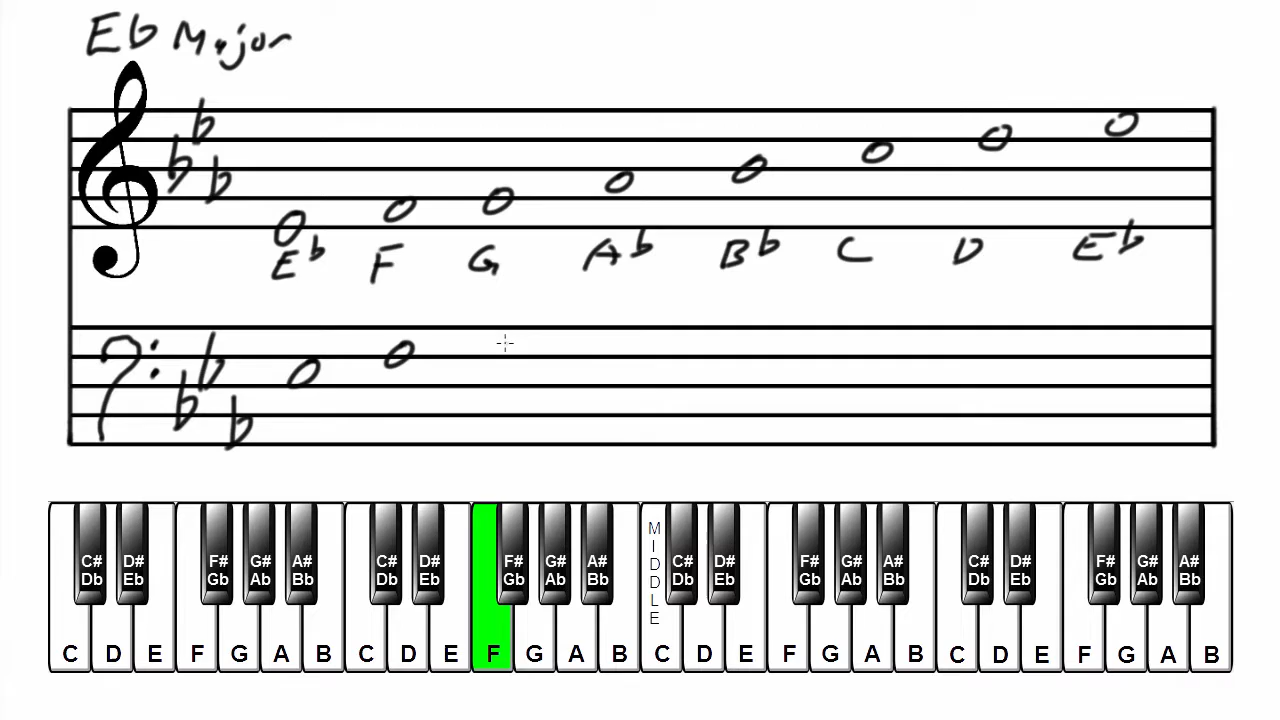 Eb Major
Eb F G Ab Bb C D Eb
C# D# F# G# A# C# D# F# G# A# MIDDLE C# D# F# G# A# C# D# F# G# A#
Db Eb Gb Ab Bb Db Eb Gb Ab Bb Db Eb Gb Ab Bb Db Eb Gb Ab Bb
C D E F G A B C D E F G A B C D E F G A B C D E F G A B